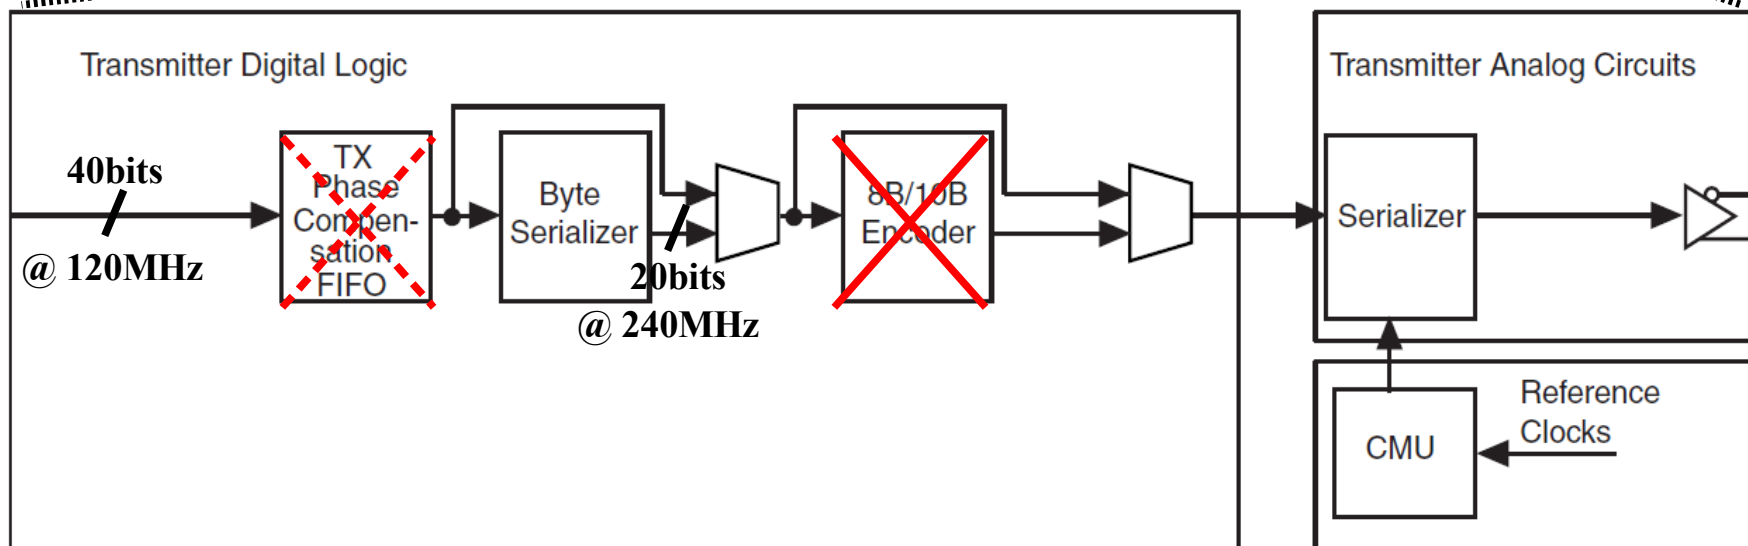 Transmitter Digital Logic
Transmitter Analog Circuits
40bits
@ 120MHz
TX
Phase
Compen-
sation
FIFO
Byte
Serializer
20bits
@ 240MHz
8B/10B
Encoder
Serializer
CMU
Reference
Clocks